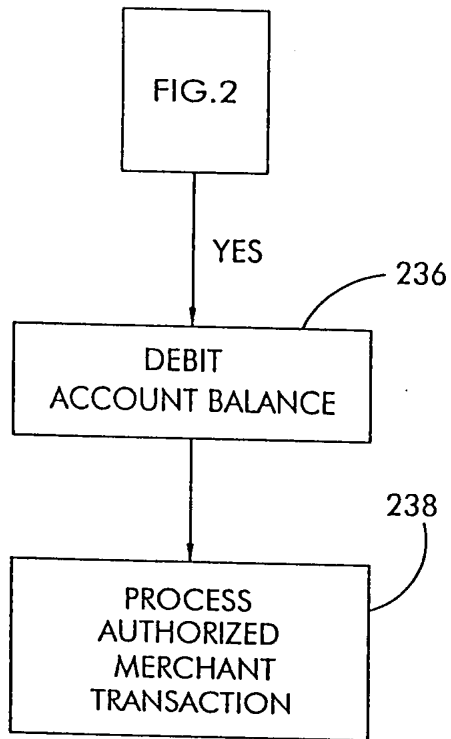 FIG.2
YES
236
DEBIT
ACCOUNT BALANCE
238
PROCESS
AUTHORIZED
MERCHANT
TRANSACTION